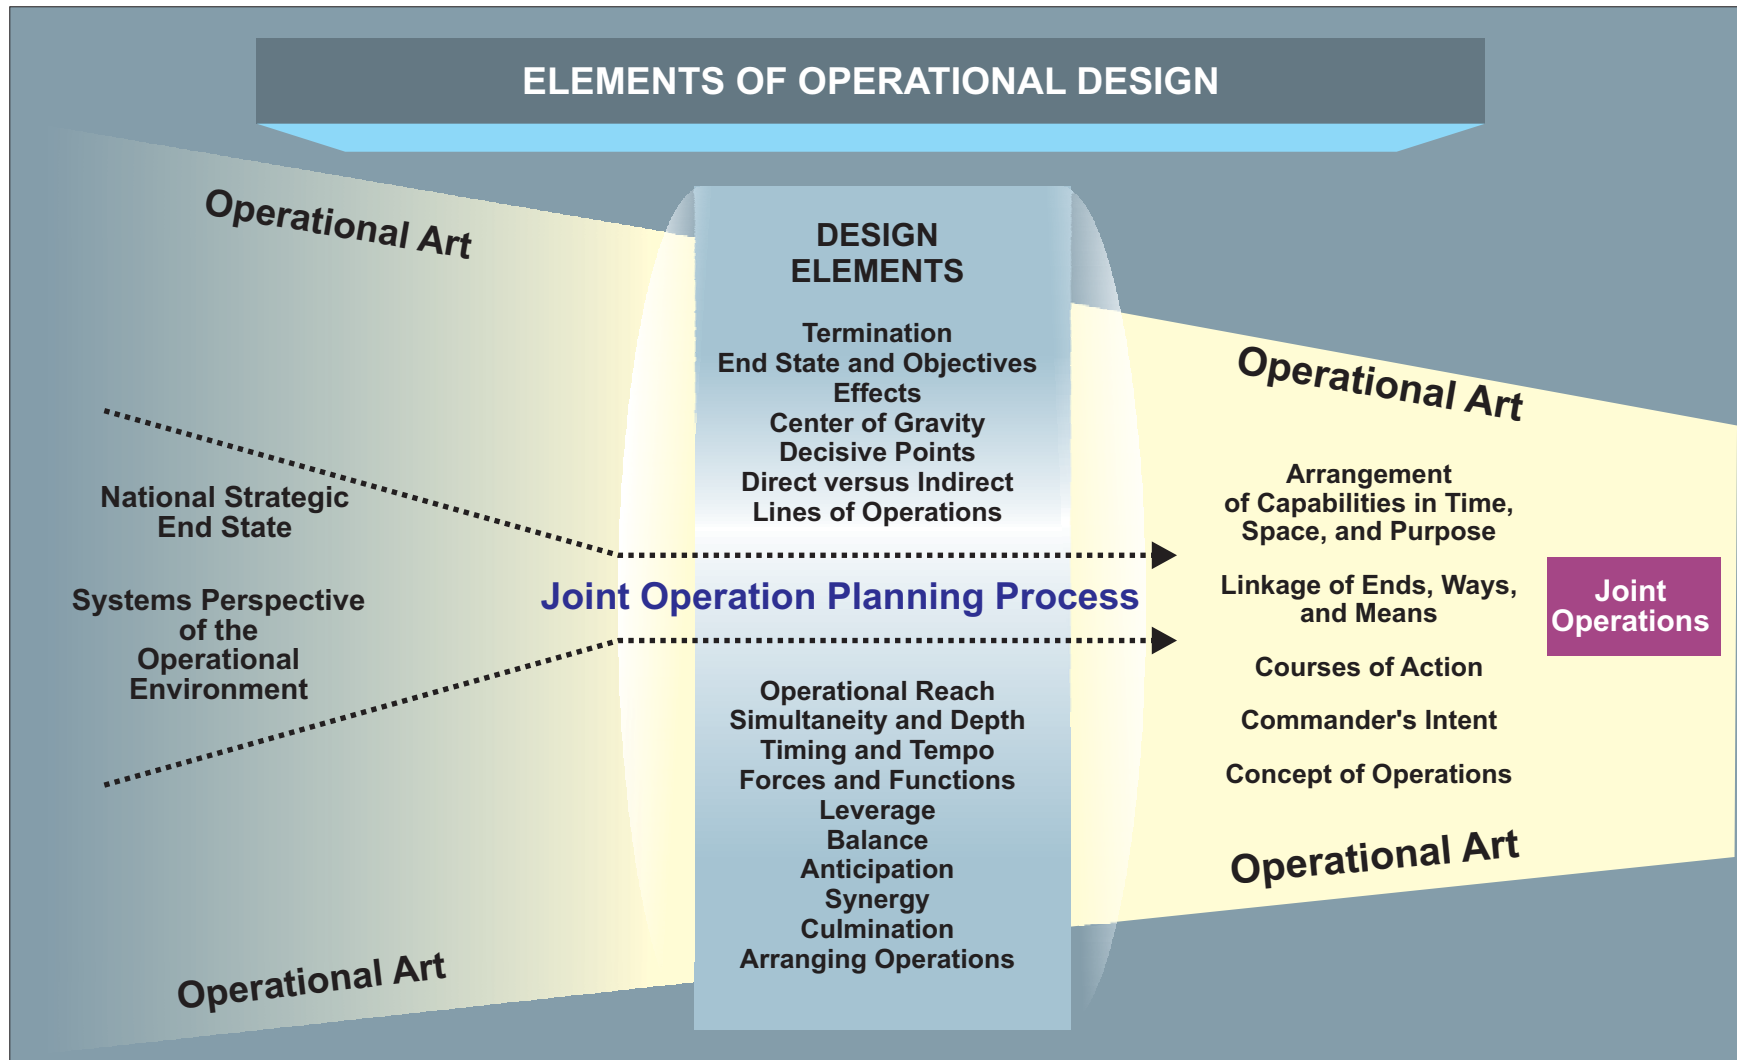 ELEMENTS OF OPERATIONAL DESIGN
Operational Art
National Strategic
End State
Systems Perspective
of the
Operational
Environment
Operational Art
DESIGN
ELEMENTS
Termination
End State and Objectives
Effects
Center of Gravity
Decisive Points
Direct versus Indirect
Lines of Operations
Joint Operation Planning Process
Operational Reach
Simultaneity and Depth
Timing and Tempo
Forces and Functions
Leverage
Balance
Anticipation
Synergy
Culmination
Arranging Operations
Operational Art
Arrangement
of Capabilities in Time,
Space, and Purpose
Linkage of Ends, Ways,
and Means
Courses of Action
Commander's Intent
Concept of Operations
Operational Art
Joint
Operations